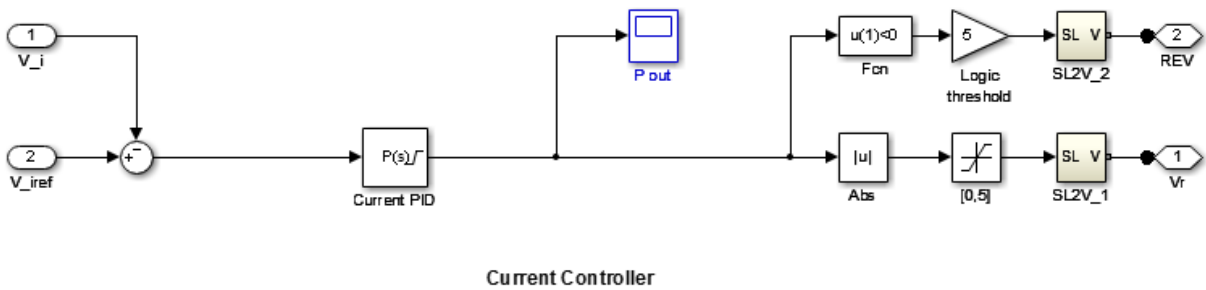 1
V_i
2
V_iref
+
−
P(s)
Current PID
P out
u(1)<0
Fcn
5
Logic
threshold
SL V
SL2V_2
2
REV
|u|
Abs
[0,5]
SL V
SL2V_1
1
Vr
Current Controller